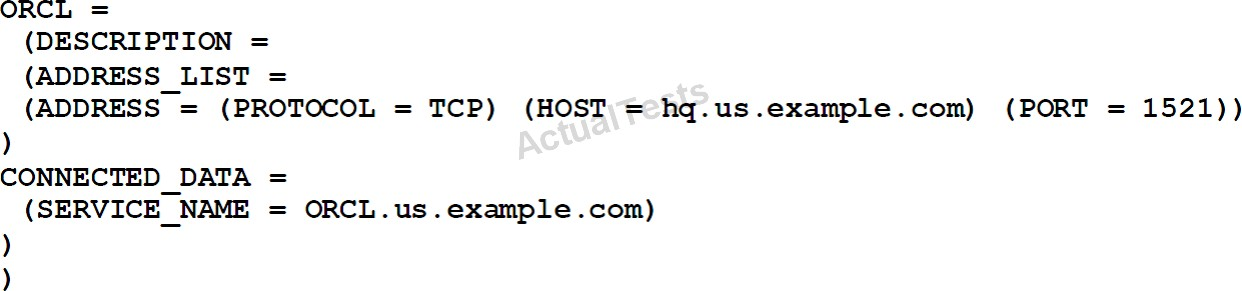 ORCL =
(DESCRIPTION =
(ADDRESS_LIST =
(ADDRESS = (PROTOCOL = TCP) (HOST = hq.us.example.com) (PORT = 1521))
)
CONNECTED_DATA =
(SERVICE_NAME = ORCL.us.example.com)
)
)
ActualTests